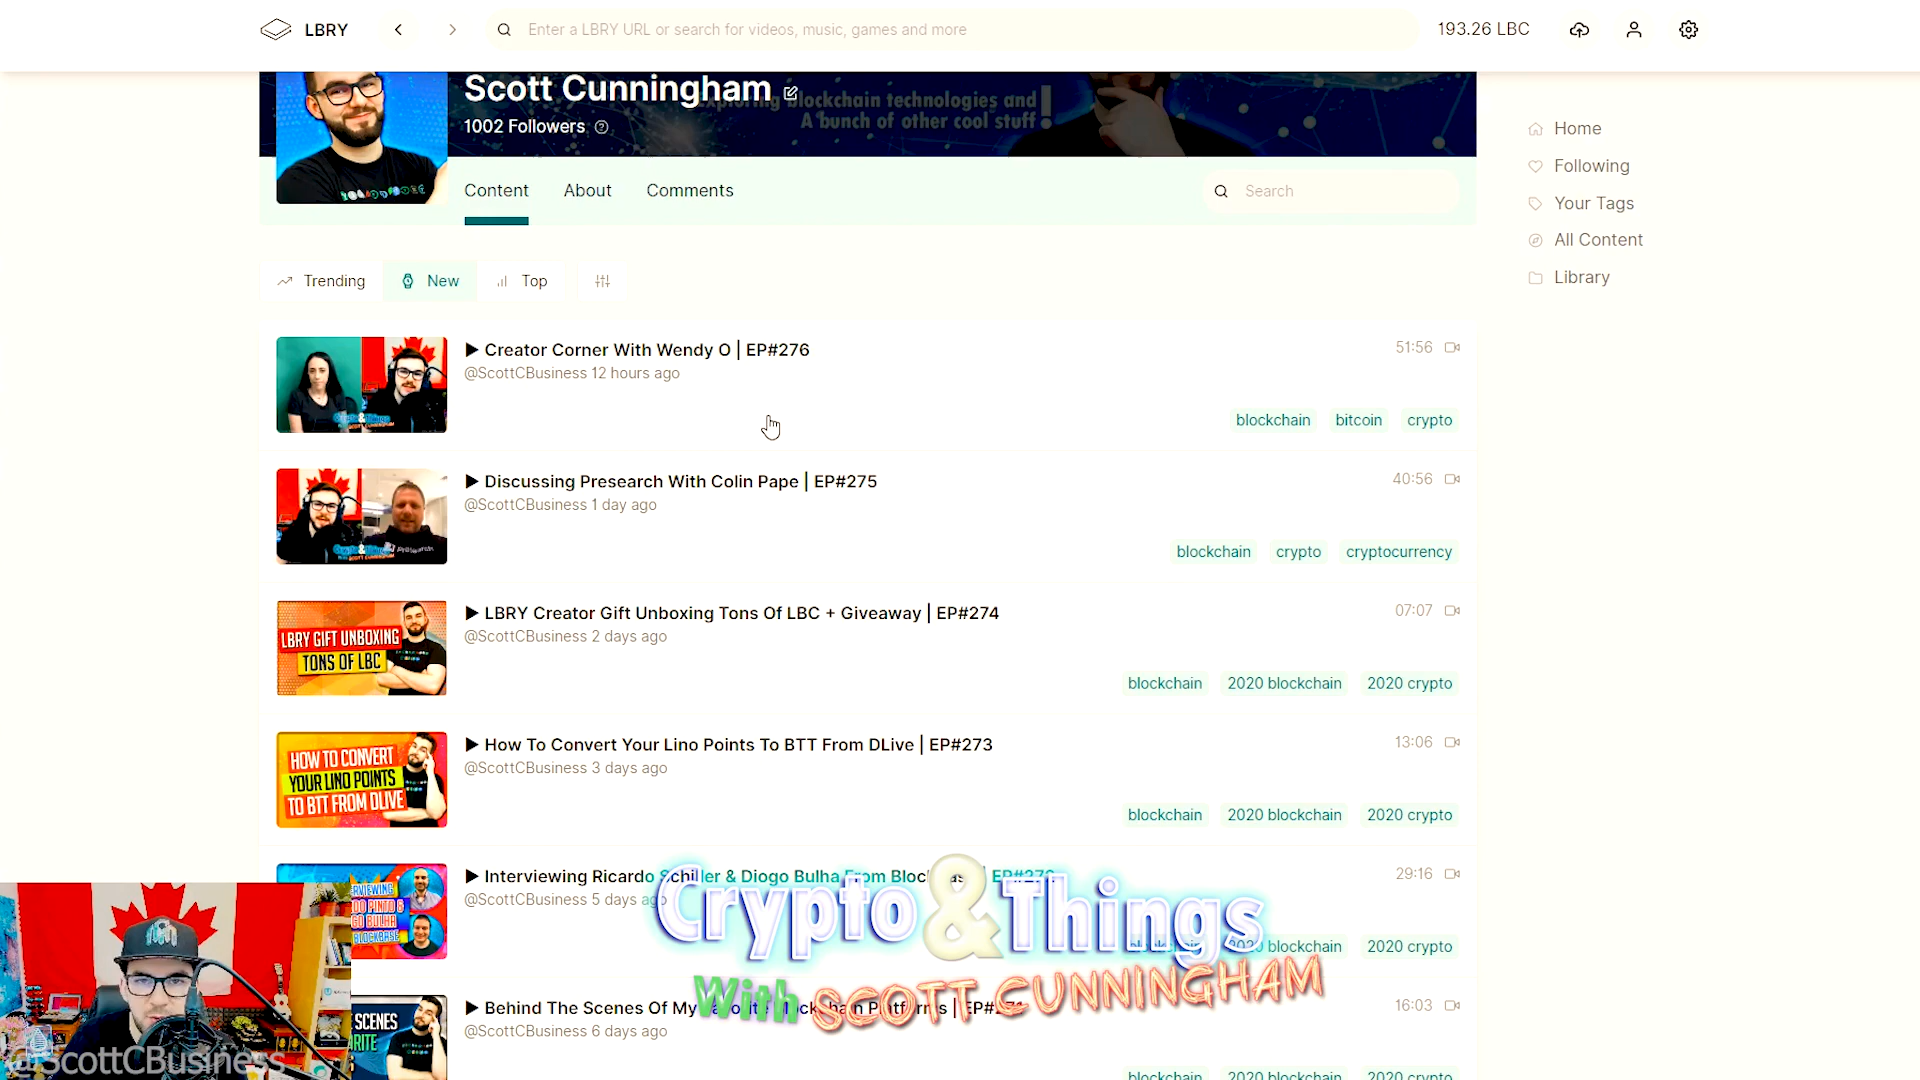 LBRY
Enter a LBRY URL or search for videos, music, games and more
193.26 LBC
Scott Cunningham
1002 Followers
blockchain technologies and
A bunch of other cool stuff!
Content
About
Comments
Search
Home
Following
Your Tags
All Content
Library
Trending
New
Top
Creator Corner With Wendy O | EP#276
51:56
@ScottCBusiness 12 hours ago
blockchain bitcoin crypto
Discussing Presearch With Colin Pape | EP#275
40:56
@ScottCBusiness 1 day ago
blockchain crypto cryptocurrency
LBRY GIFT UNBOXING
TONS OF LBC
LBRY Creator Gift Unboxing Tons Of LBC + Giveaway | EP#274
07:07
@ScottCBusiness 2 days ago
blockchain 2020 blockchain 2020 crypto
HOW TO CONVERT
YOUR LINO POINTS
TO BTT FROM DLIVE
How To Convert Your Lino Points To BTT From DLive | EP#273
13:06
@ScottCBusiness 3 days ago
blockchain 2020 blockchain 2020 crypto
Interviewing Ricardo Schiller & Diogo Bulha From
29:16
@ScottCBusiness 5 days ago
blockchain 2020 crypto
Crypto & Things
With SCOTT CUNNINGHAM
SCENES
Behind The Scenes Of My
16:03
@ScottCBusiness 6 days ago
blockchain 2020 blockchain 2020 crypto
@ScottCBusiness